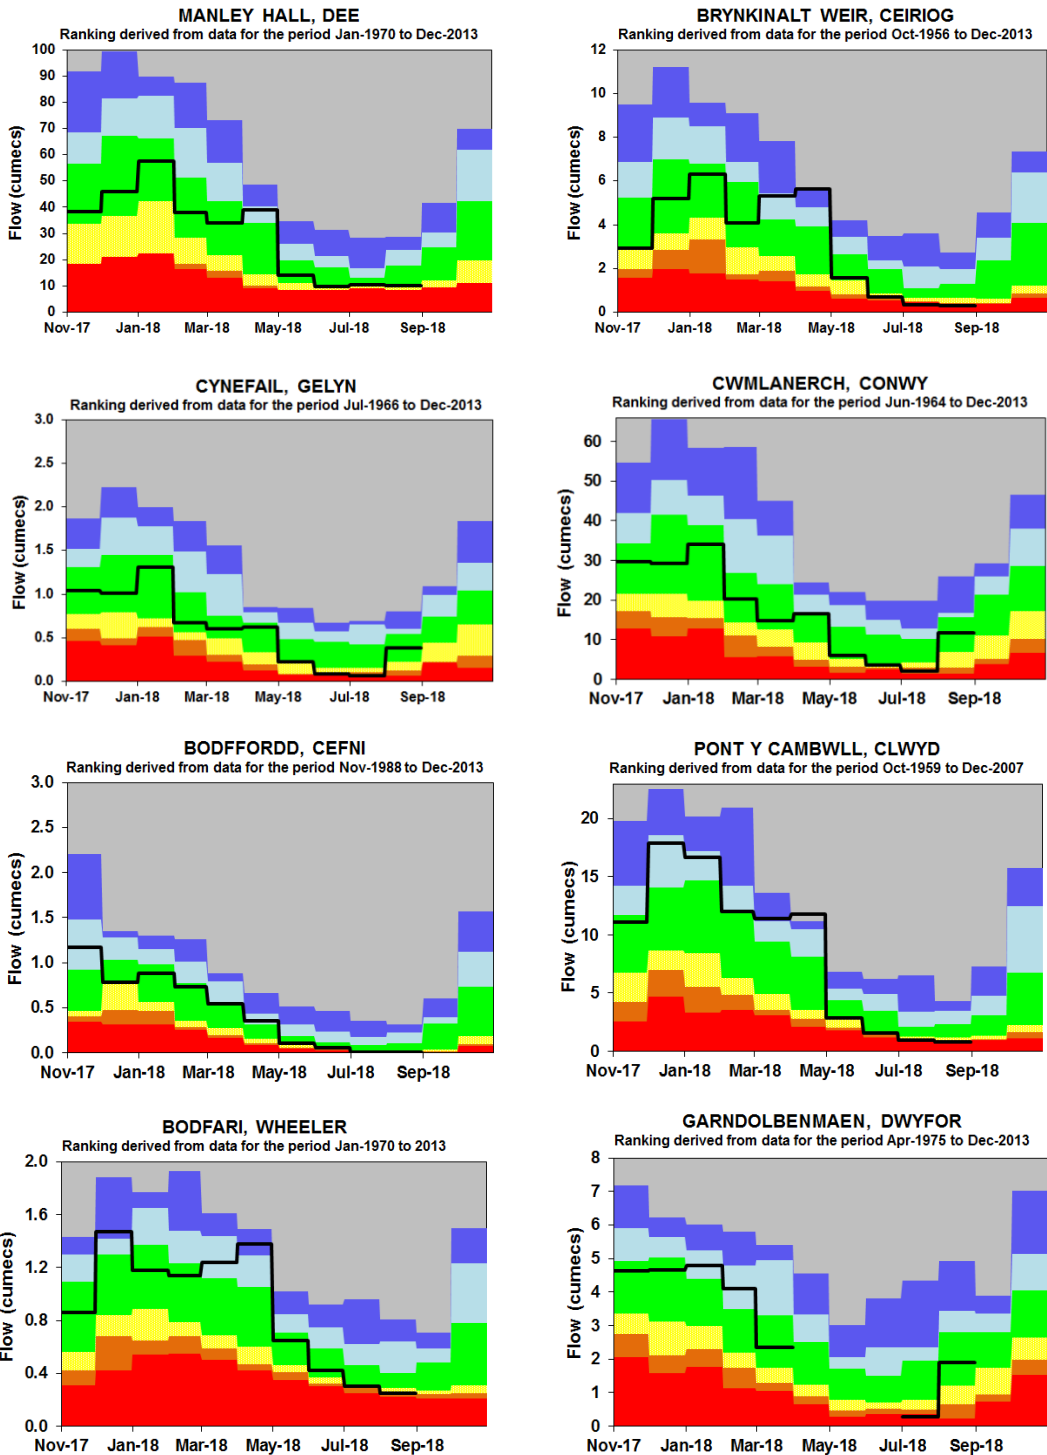 MANLEY HALL, DEE
Ranking derived from data for the period Jan-1970 to Dec-2013
Flow (cumecs)
100
90
80
70
60
50
40
30
20
10
0
Nov-17 Jan-18 Mar-18 May-18 Jul-18 Sep-18
BRYNKINALT WEIR, CEIRIOG
Ranking derived from data for the period Oct-1956 to Dec-2013
Flow (cumecs)
12
10
8
6
4
2
0
Nov-17 Jan-18 Mar-18 May-18 Jul-18 Sep-18
CYNEFAIL, GELYN
Ranking derived from data for the period Jul-1966 to Dec-2013
Flow (cumecs)
3.0
2.5
2.0
1.5
1.0
0.5
0.0
Nov-17 Jan-18 Mar-18 May-18 Jul-18 Sep-18
CWMLANERCH, CONWY
Ranking derived from data for the period Jun-1964 to Dec-2013
Flow (cumecs)
60
50
40
30
20
10
0
Nov-17 Jan-18 Mar-18 May-18 Jul-18 Sep-18
BODFFORDD, CEFNI
Ranking derived from data for the period Nov-1988 to Dec-2013
Flow (cumecs)
3.0
2.5
2.0
1.5
1.0
0.5
0.0
Nov-17 Jan-18 Mar-18 May-18 Jul-18 Sep-18
PONT Y CAMBWLL, CLWYD
Ranking derived from data for the period Oct-1959 to Dec-2007
Flow (cumecs)
20
15
10
5
0
Nov-17 Jan-18 Mar-18 May-18 Jul-18 Sep-18
BODFARI, WHEELER
Ranking derived from data for the period Jan-1970 to 2013
Flow (cumecs)
2.0
1.6
1.2
0.8
0.4
0.0
Nov-17 Jan-18 Mar-18 May-18 Jul-18 Sep-18
GARNDOLBENMAEN, DWYFOR
Ranking derived from data for the period Apr-1975 to Dec-2013
Flow (cumecs)
8
7
6
5
4
3
2
1
0
Nov-17 Jan-18 Mar-18 May-18 Jul-18 Sep-18